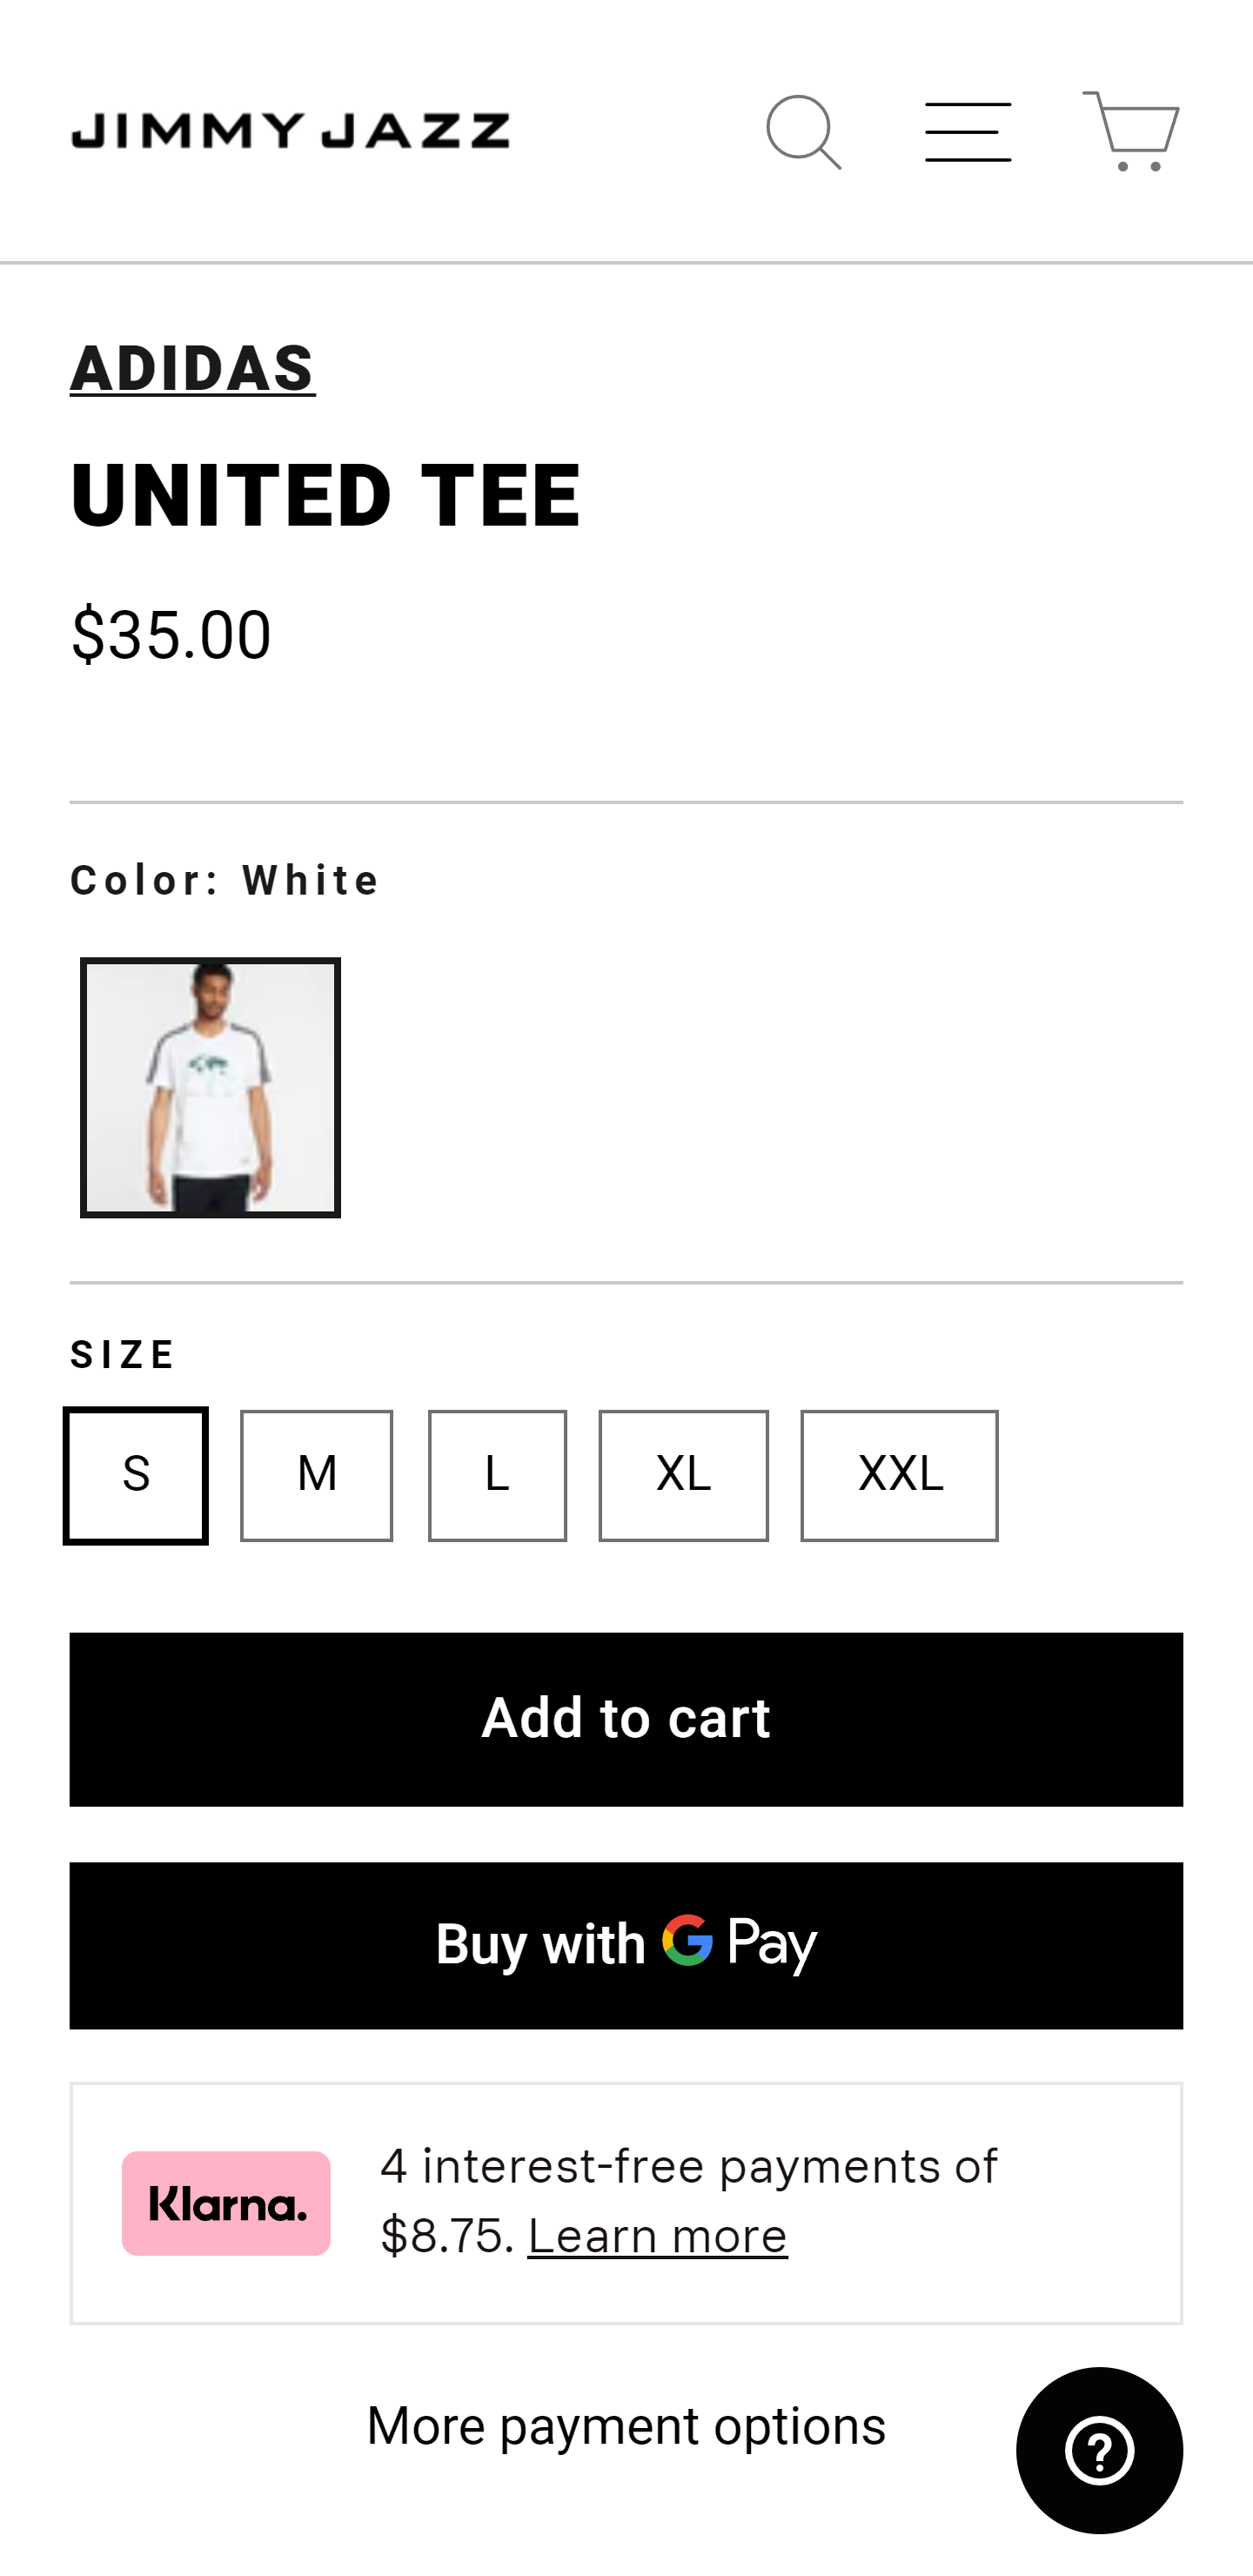 JIMMY JAZZ
ADIDAS
UNITED TEE
$35.00
Color: White
SIZE
S M L XL XXL
Add to cart
Buy with G Pay
Klarna.
4 interest-free payments of
$8.75. Learn more
More payment options
?